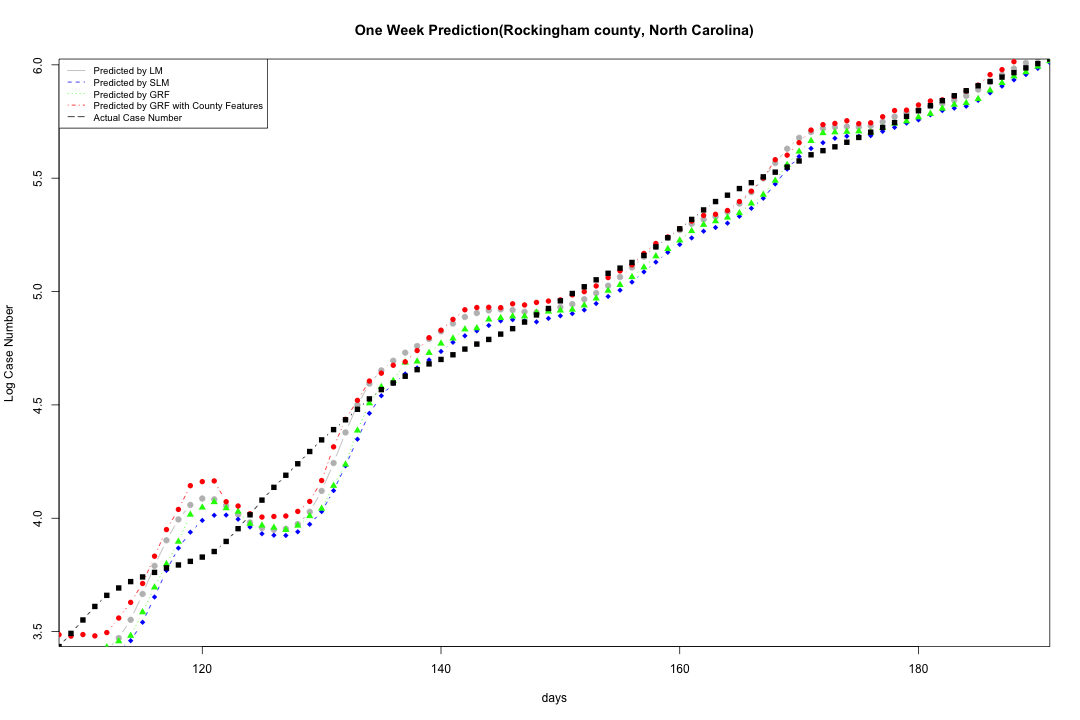 One Week Prediction(Rockingham county, North Carolina)
Predicted by LM
Predicted by SLM
Predicted by GRF
Predicted by GRF with County Features
Actual Case Number
Log Case Number
6.0
5.5
5.0
4.5
4.0
3.5
120 140 160 180
days